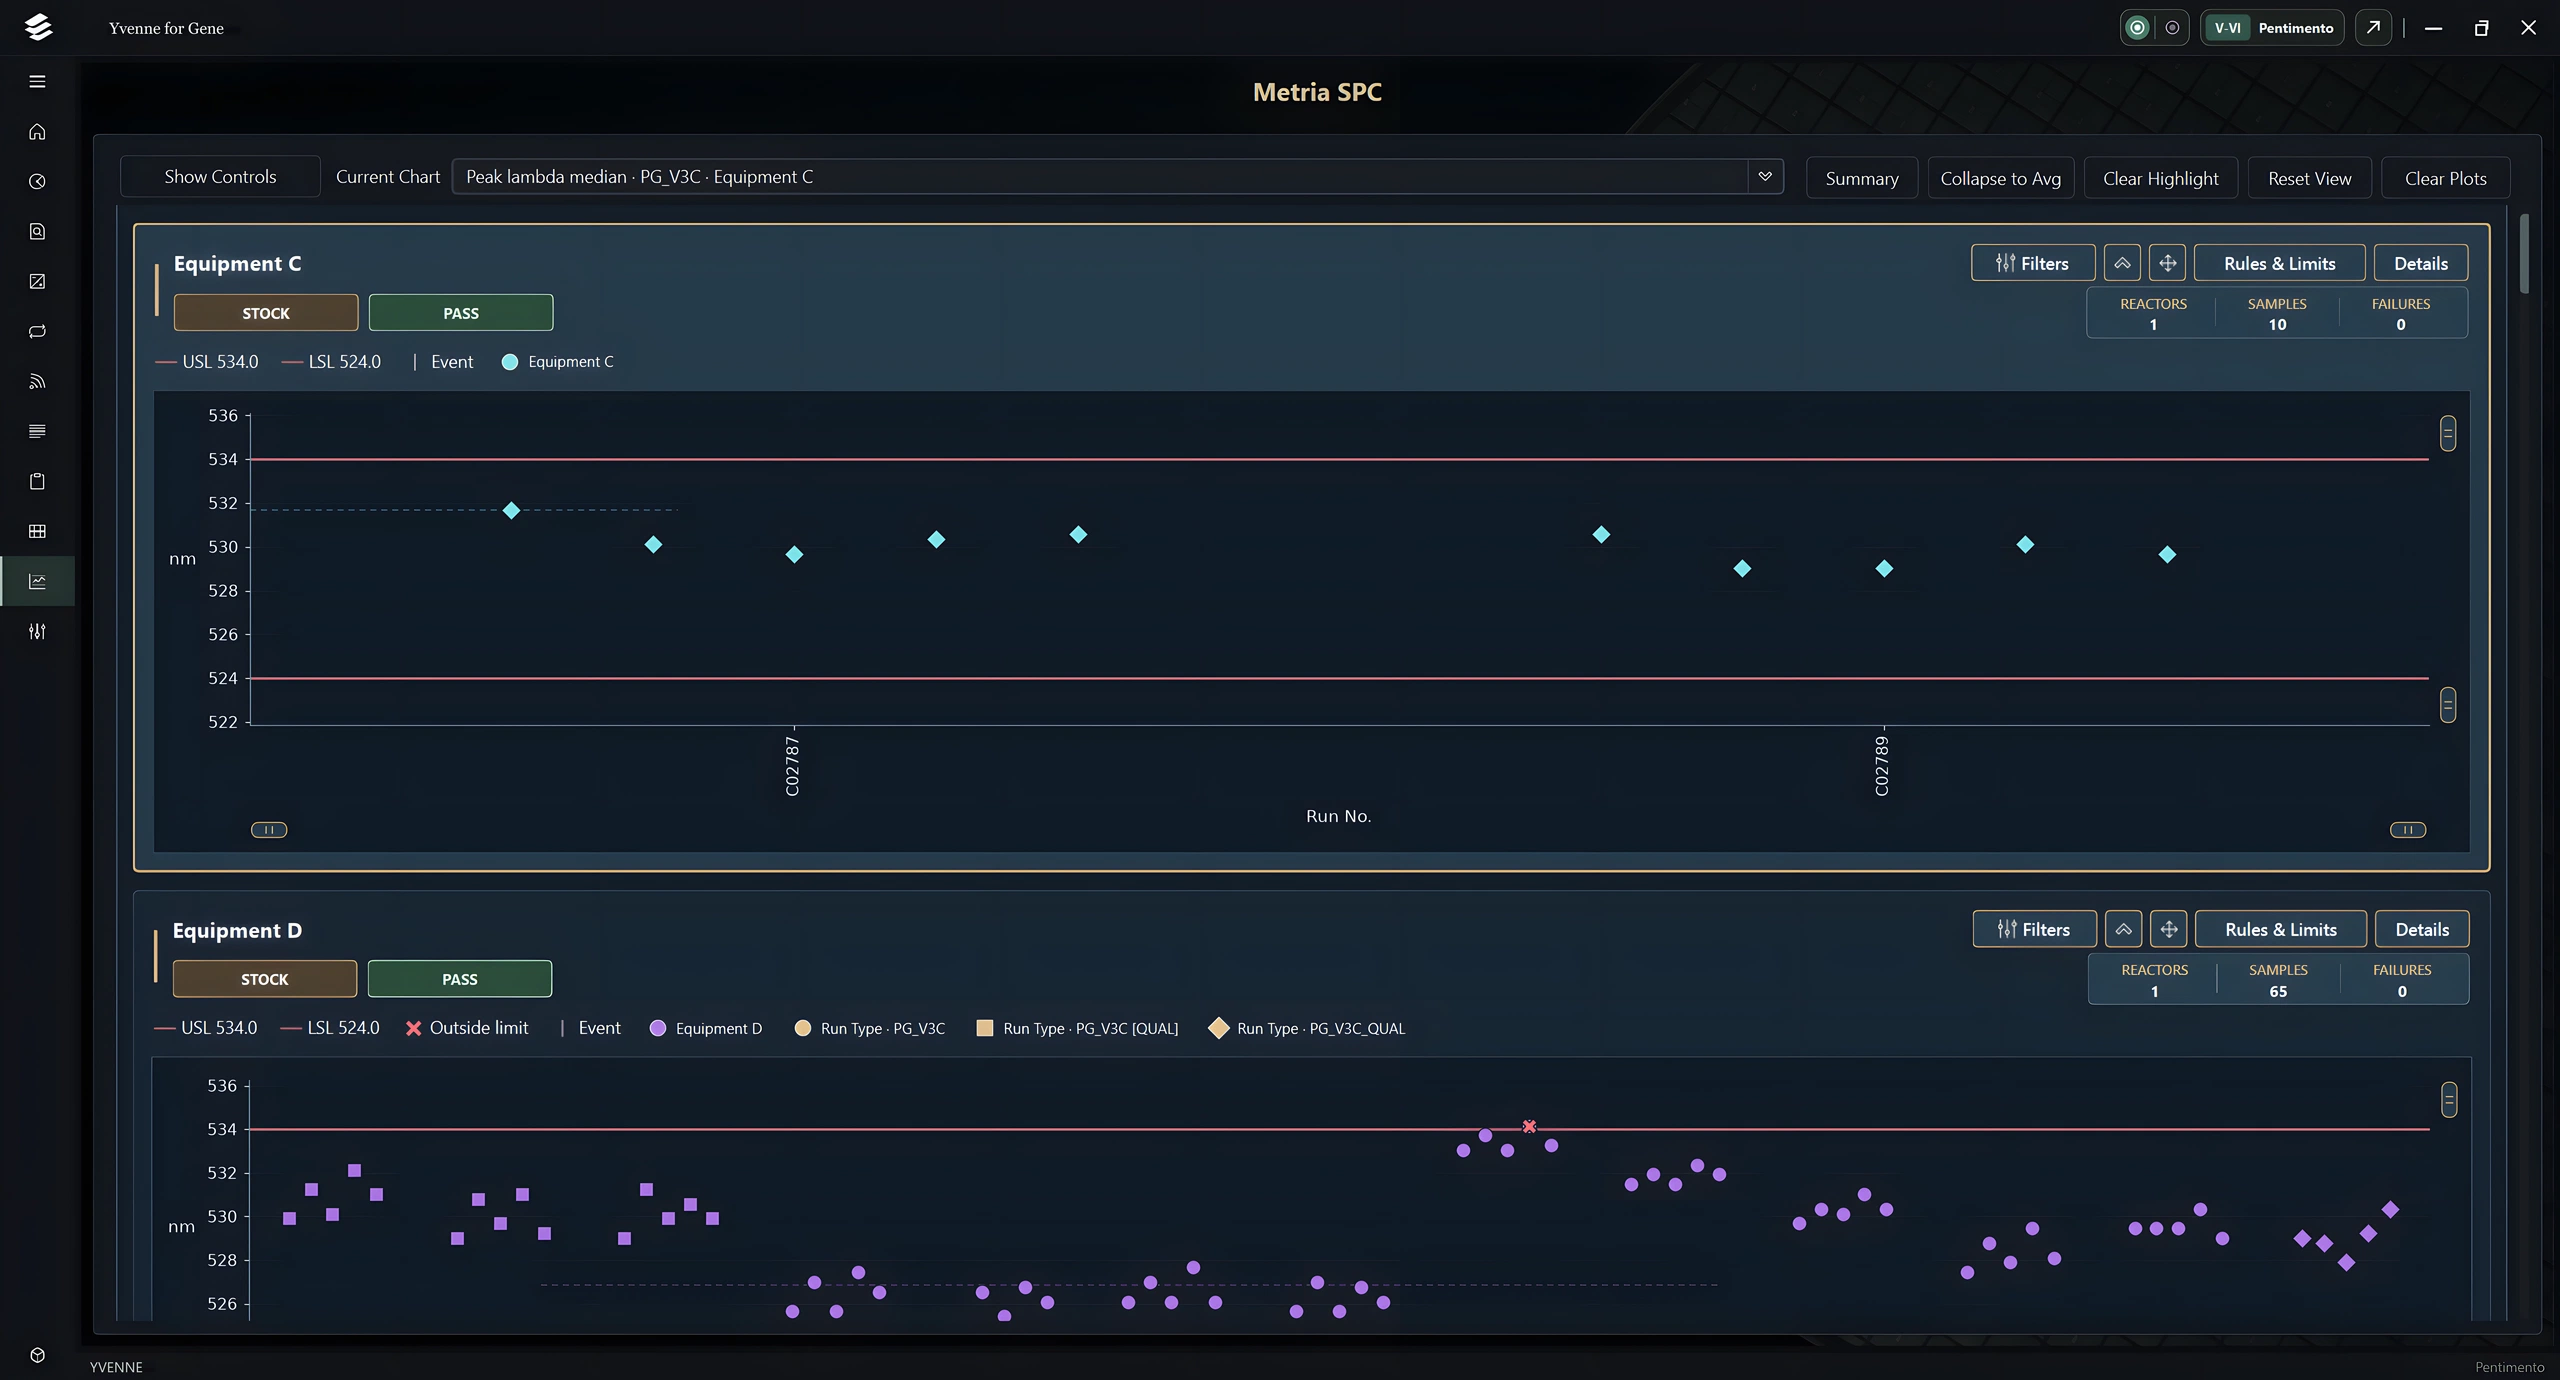 Yvenne for Gene
V-VI Pentimento
Metria SPC
Show Controls
Current Chart
Peak lambda median · PG_V3C · Equipment C
Summary
Collapse to Avg
Clear Highlight
Reset View
Clear Plots
Equipment C
Filters
Rules & Limits
Details
STOCK
PASS
REACTORS
1
SAMPLES
10
FAILURES
0
USL 534.0
LSL 524.0
| Event
Equipment C
536
534
532
530
528
526
524
522
nm
C02787
C02789
Run No.
Equipment D
Filters
Rules & Limits
Details
STOCK
PASS
REACTORS
1
SAMPLES
65
FAILURES
0
USL 534.0
LSL 524.0
Outside limit
| Event
Equipment D
Run Type · PG_V3C
Run Type · PG_V3C [QUAL]
Run Type · PG_V3C_QUAL
536
534
532
530
528
526
nm
YVENNE
Pentimento